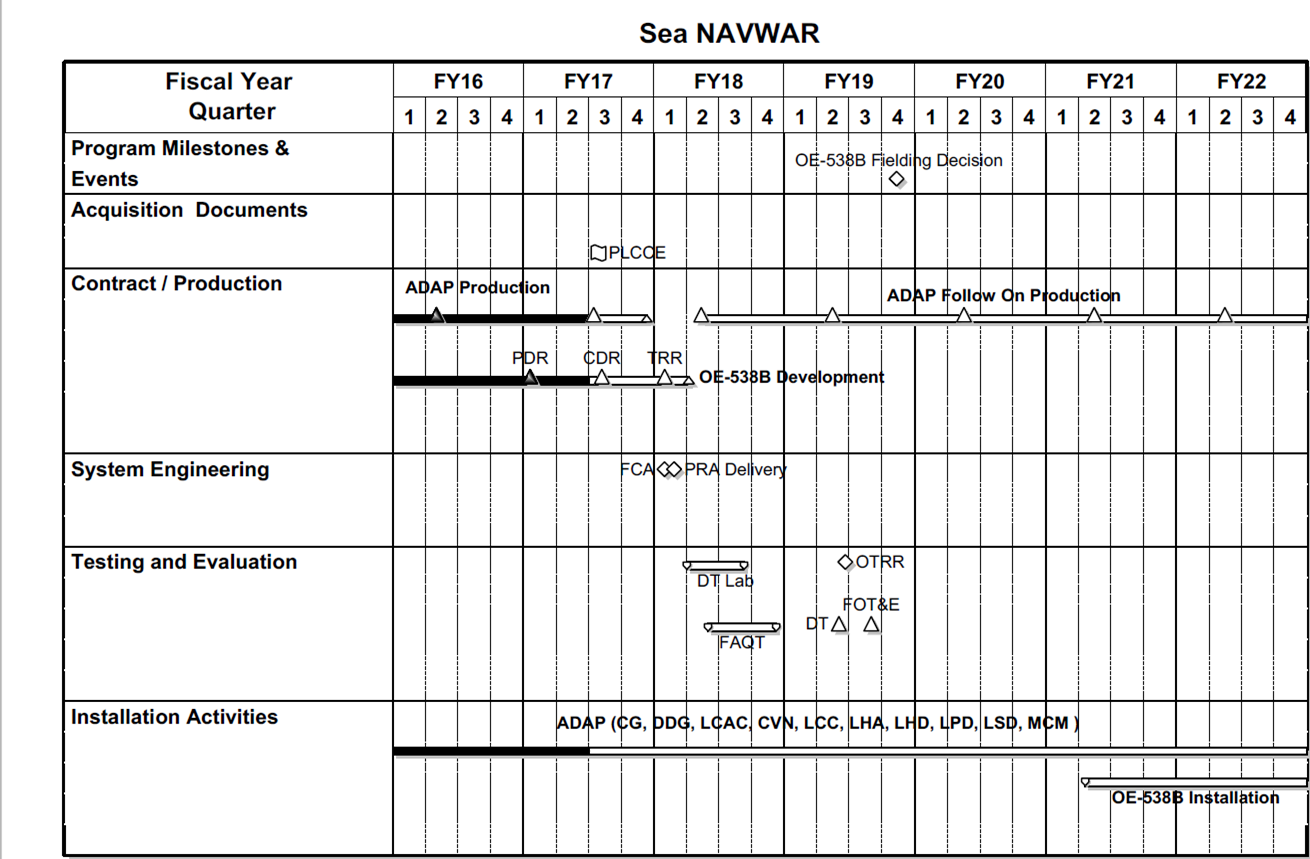 Sea NAVWAR
Fiscal Year
Quarter
FY16 FY17 FY18 FY19 FY20 FY21 FY22
1 2 3 4 1 2 3 4 1 2 3 4 1 2 3 4 1 2 3 4 1 2 3 4 1 2 3 4
Program Milestones &
Events
OE-538B Fielding Decision
Acquisition Documents
PLCCE
Contract / Production
ADAP Production
ADAP Follow On Production
PDR CDR TRR
OE-538B Development
System Engineering
FCA PRA Delivery
Testing and Evaluation
OTRR
DT Lab
FOT&E
DT
FAQT
Installation Activities
ADAP (CG, DDG, LCAC, CVN, LCC, LHA, LHD, LPD, LSD, MCM )
OE-538B Installation